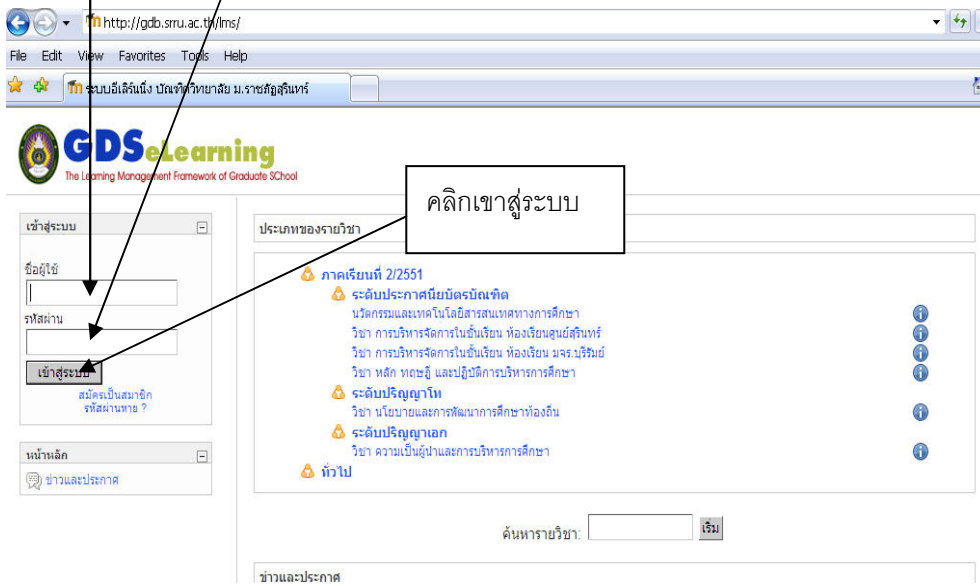 http://gdb.srru.ac.th/lms/
File Edit View Favorites Tools Help
ระบบอีเลิร์นนิ่ง บัณฑิตวิทยาลัย ม.ราชภัฏสุรินทร์
GDSeLearning
The Learning Management Framework of Graduate SChool
คลิกเขาสู่ระบบ
เข้าสู่ระบบ
ชื่อผู้ใช้
รหัสผ่าน
เข้าสู่ระบบ
สมัครเป็นสมาชิก
รหัสผ่านหาย ?
หน้าหลัก
ข่าวและประกาศ
ประเภทของรายวิชา
ภาคเรียนที่ 2/2551
ระดับประกาศนียบัตรบัณฑิต
นวัตกรรมและเทคโนโลยีสารสนเทศทางการศึกษา
วิชา การบริหารจัดการในชั้นเรียน ห้องเรียนศูนย์สุรินทร์
วิชา การบริหารจัดการในชั้นเรียน ห้องเรียน มจร.บุรีรัมย์
วิชา หลัก ทฤษฎี และปฏิบัติการบริหารการศึกษา
ระดับปริญญาโท
วิชา นโยบายและการพัฒนาการศึกษาท้องถิ่น
ระดับปริญญาเอก
วิชา ความเป็นผู้นำและการบริหารการศึกษา
ทั่วไป
ค้นหารายวิชา:
เริ่ม
ข่าวและประกาศ